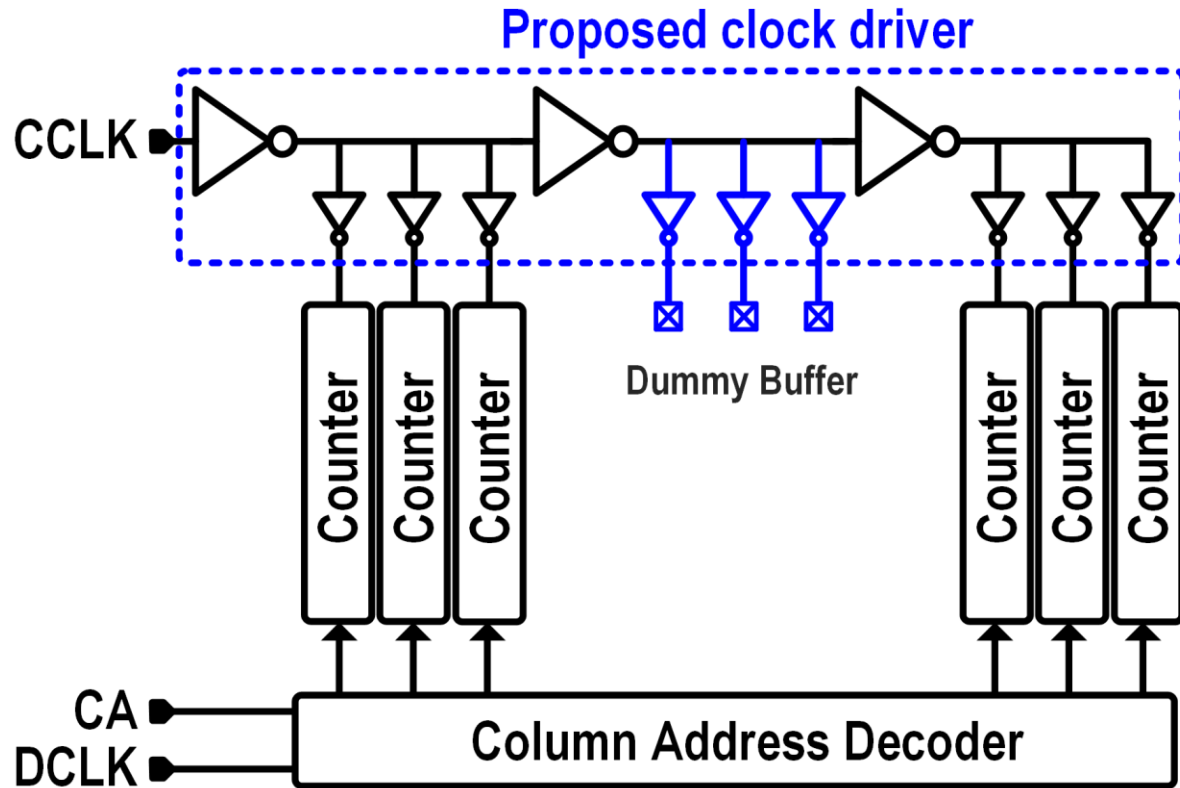 Proposed clock driver
CCLK
Dummy Buffer
Counter
Counter
Counter
Counter
Counter
Counter
CA
DCLK
Column Address Decoder